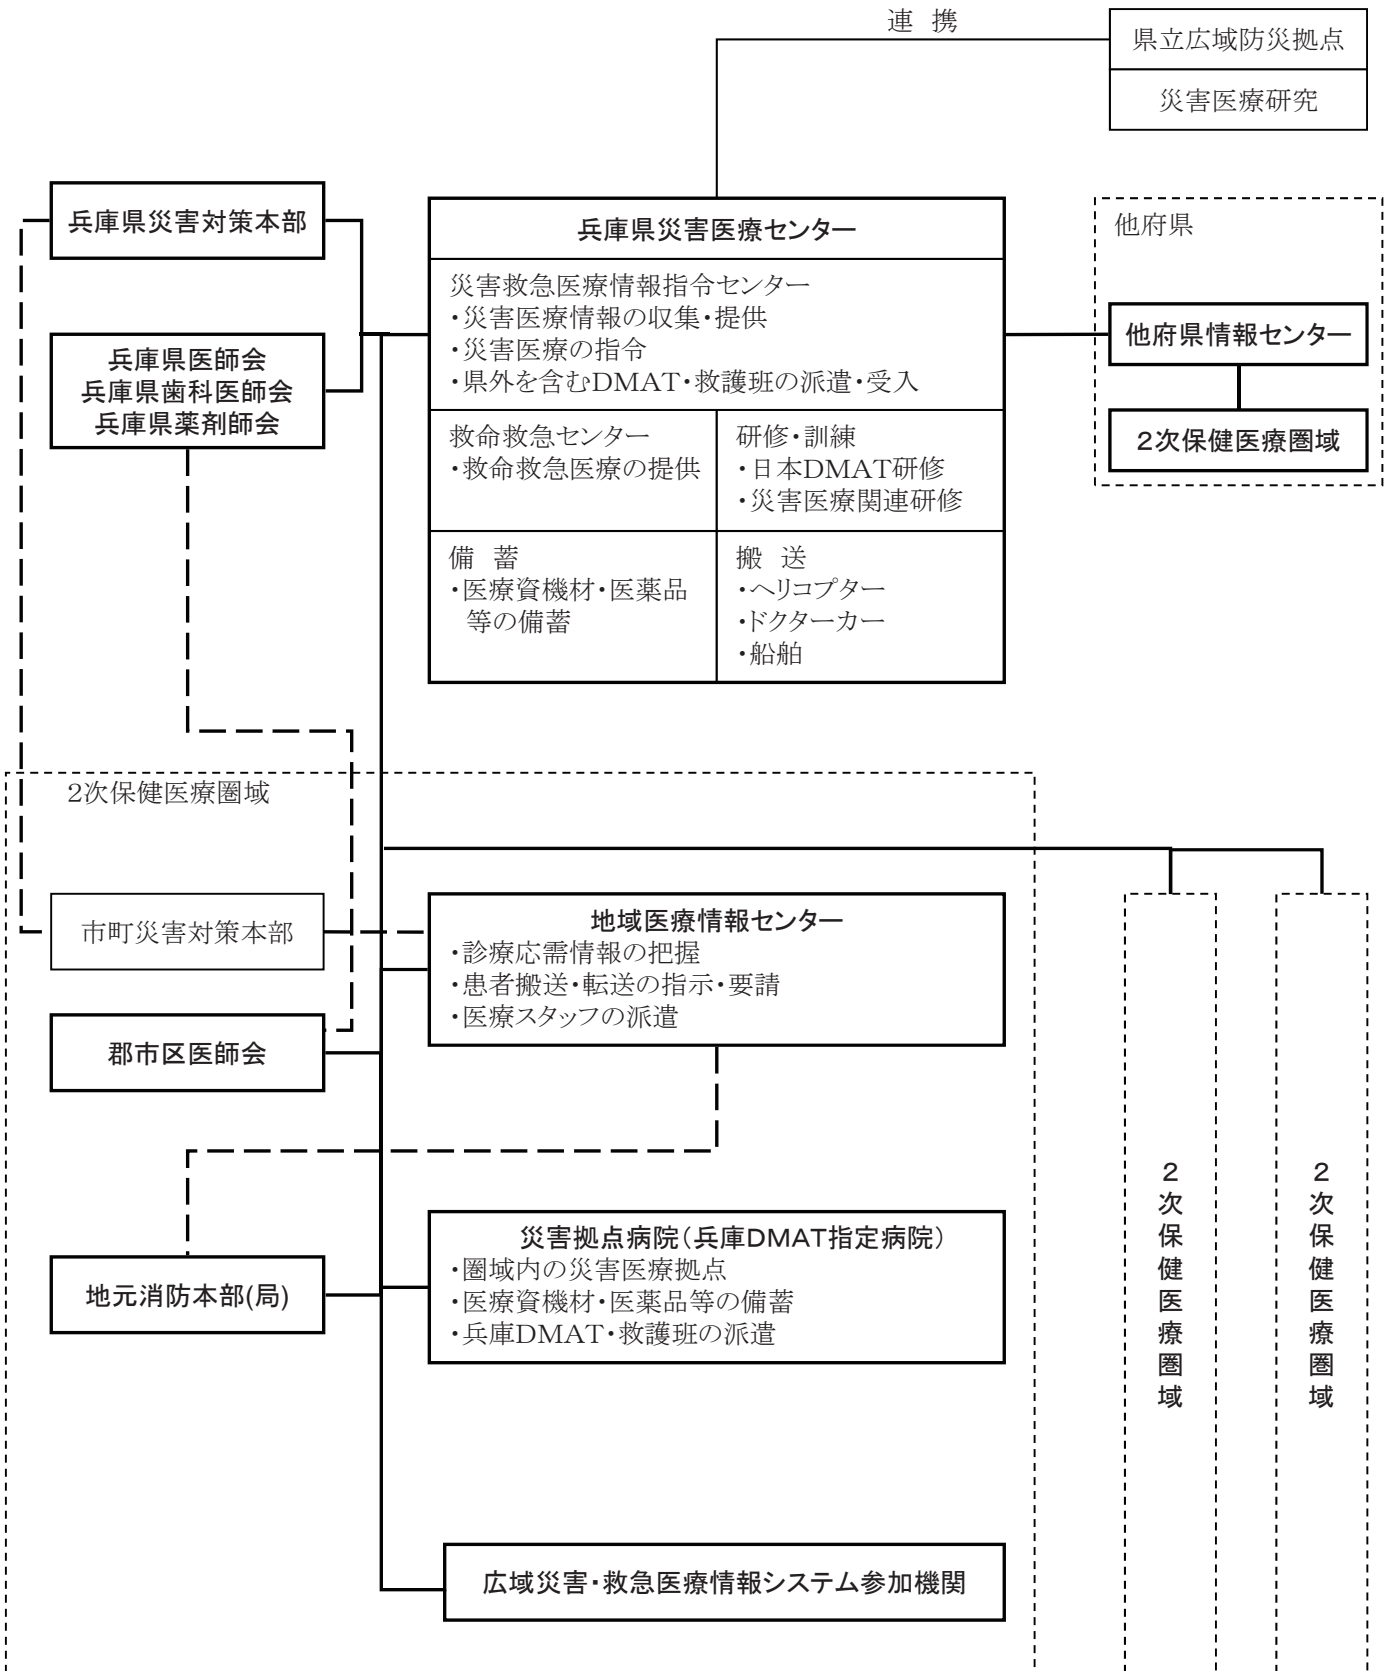 連　携
県立広域防災拠点
災害医療研究
兵庫県災害対策本部
兵庫県医師会
兵庫県歯科医師会
兵庫県薬剤師会
兵庫県災害医療センター
災害救急医療情報指令センター
・災害医療情報の収集・提供
・災害医療の指令
・県外を含むDMAT・救護班の派遣・受入
救命救急センター
・救命救急医療の提供
研修・訓練
・日本DMAT研修
・災害医療関連研修
備　蓄
・医療資機材・医薬品
等の備蓄
搬　送
・ヘリコプター
・ドクターカー
・船舶
他府県
他府県情報センター
2次保健医療圏域
2次保健医療圏域
市町災害対策本部
郡市区医師会
地元消防本部(局)
地域医療情報センター
・診療応需情報の把握
・患者搬送・転送の指示・要請
・医療スタッフの派遣
災害拠点病院(兵庫DMAT指定病院)
・圏域内の災害医療拠点
・医療資機材・医薬品等の備蓄
・兵庫DMAT・救護班の派遣
広域災害・救急医療情報システム参加機関
2次保健医療圏域
2次保健医療圏域